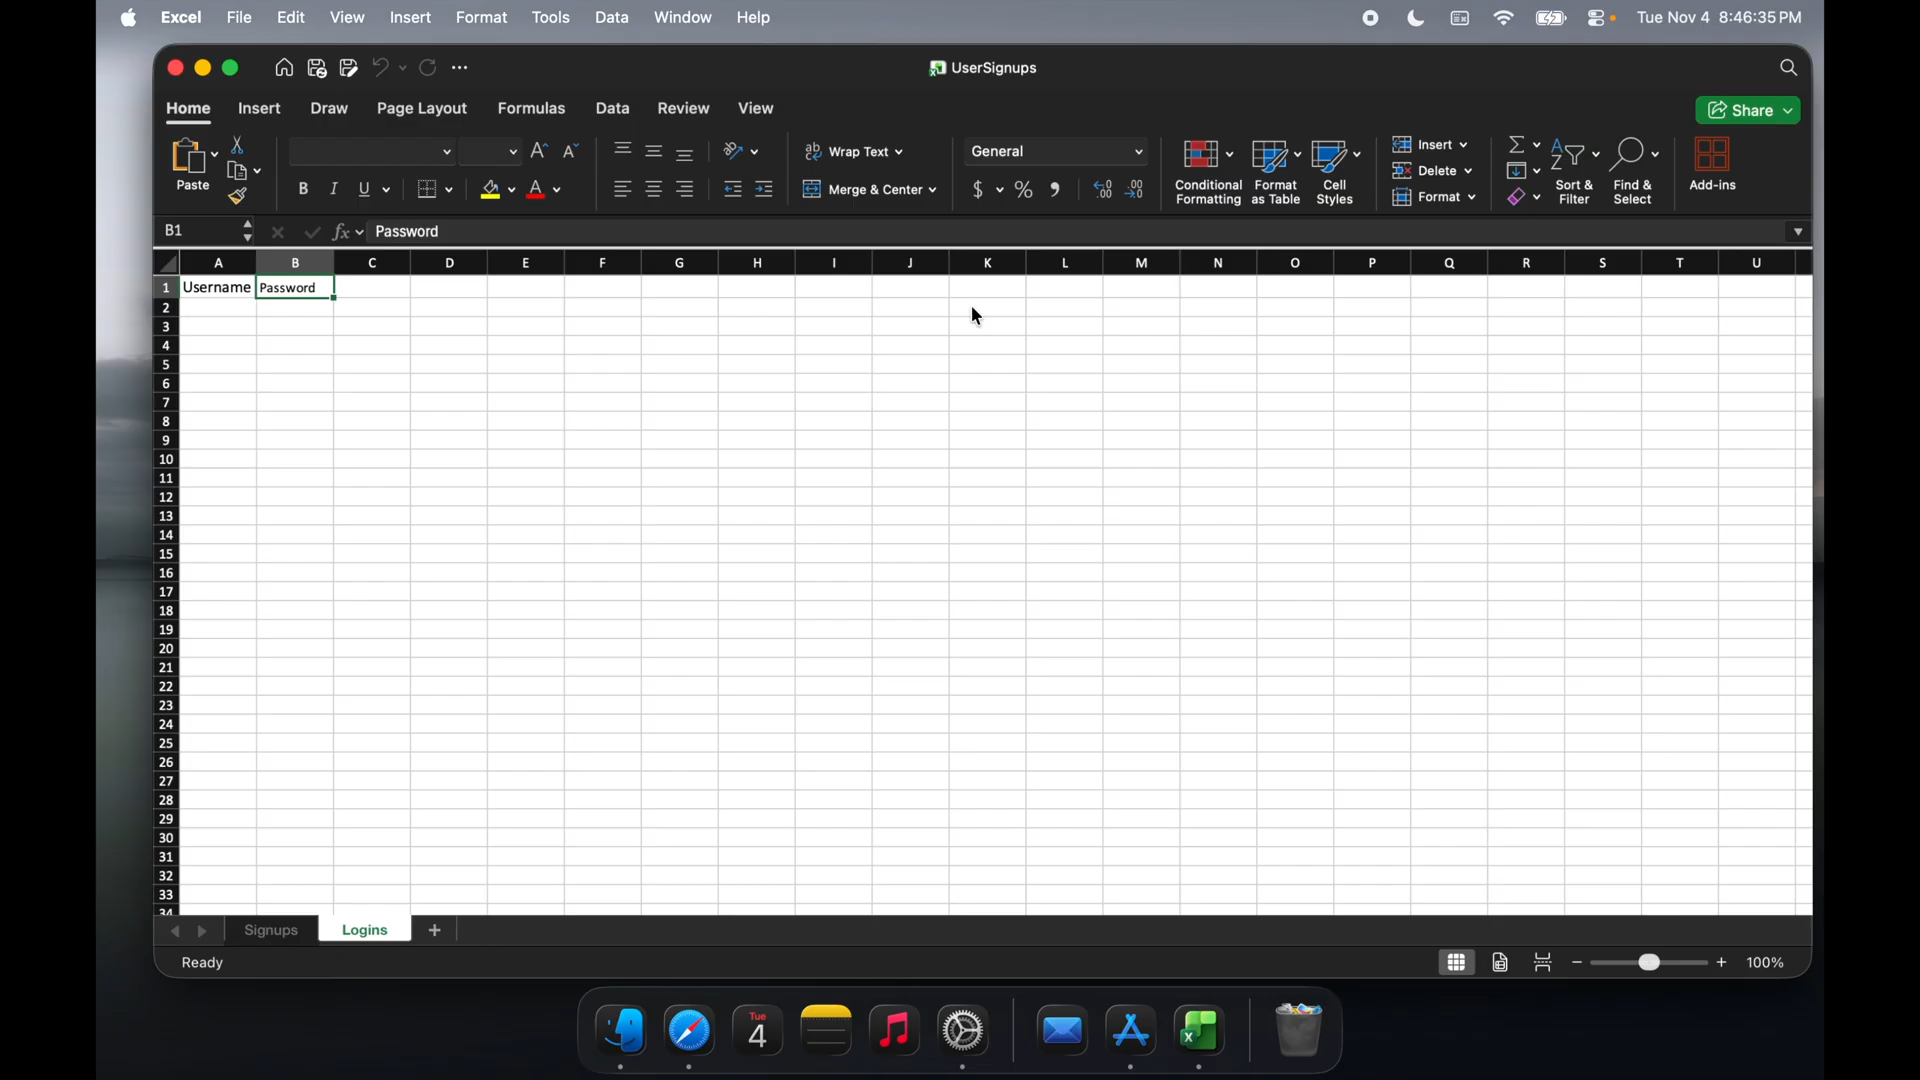 Excel File Edit View Insert Format Tools Data Window Help Tue Nov 4 8:46:35 PM
UserSignups
Home Insert Draw Page Layout Formulas Data Review View Share
Paste
B I U A
A^ A˅
ab Wrap Text
Merge & Center
General
$ % 9
Conditional
Formatting
Format
as Table
Cell
Styles
Insert
Delete
Format
Sort &
Filter
Find &
Select
Add-ins
B1 fx Password
A B C D E F G H I J K L M N O P Q R S T U
1 Username Password
2
3
4
5
6
7
8
9
10
11
12
13
14
15
16
17
18
19
20
21
22
23
24
25
26
27
28
29
30
31
32
33
34
Signups Logins +
Ready 100%
Tue
4